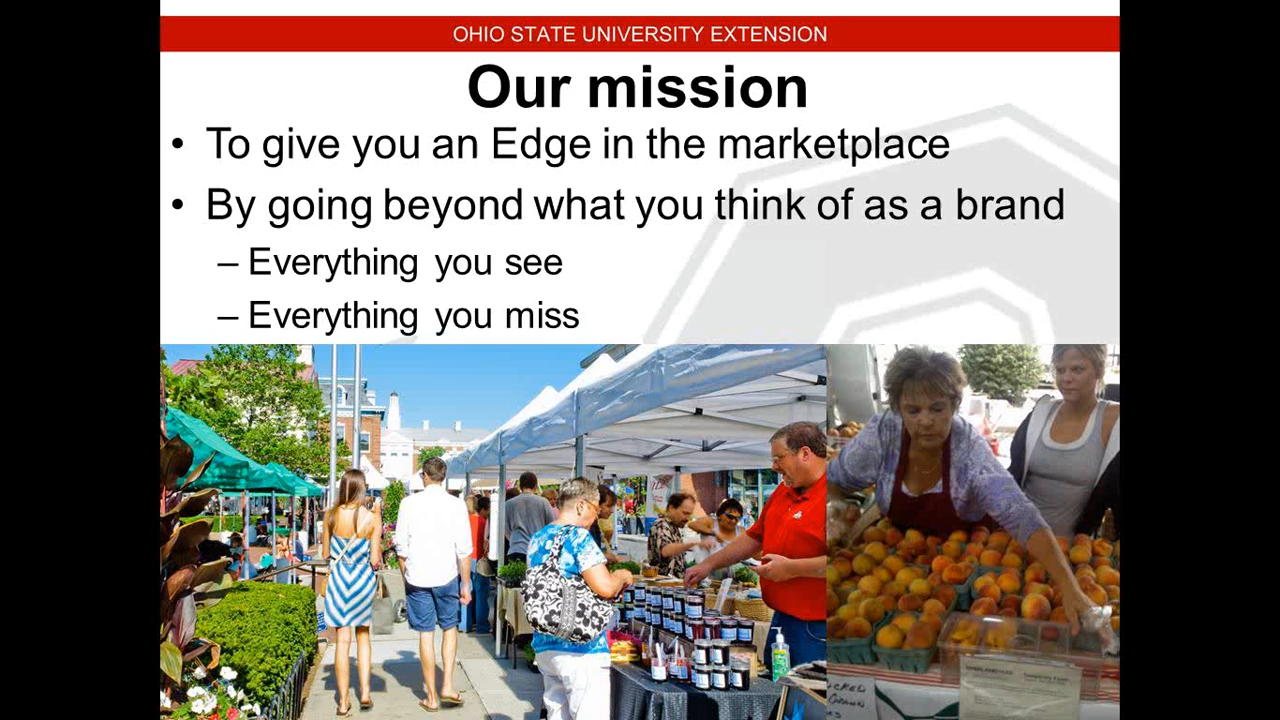 OHIO STATE UNIVERSITY EXTENSION
Our mission
• To give you an Edge in the marketplace
• By going beyond what you think of as a brand
– Everything you see
– Everything you miss